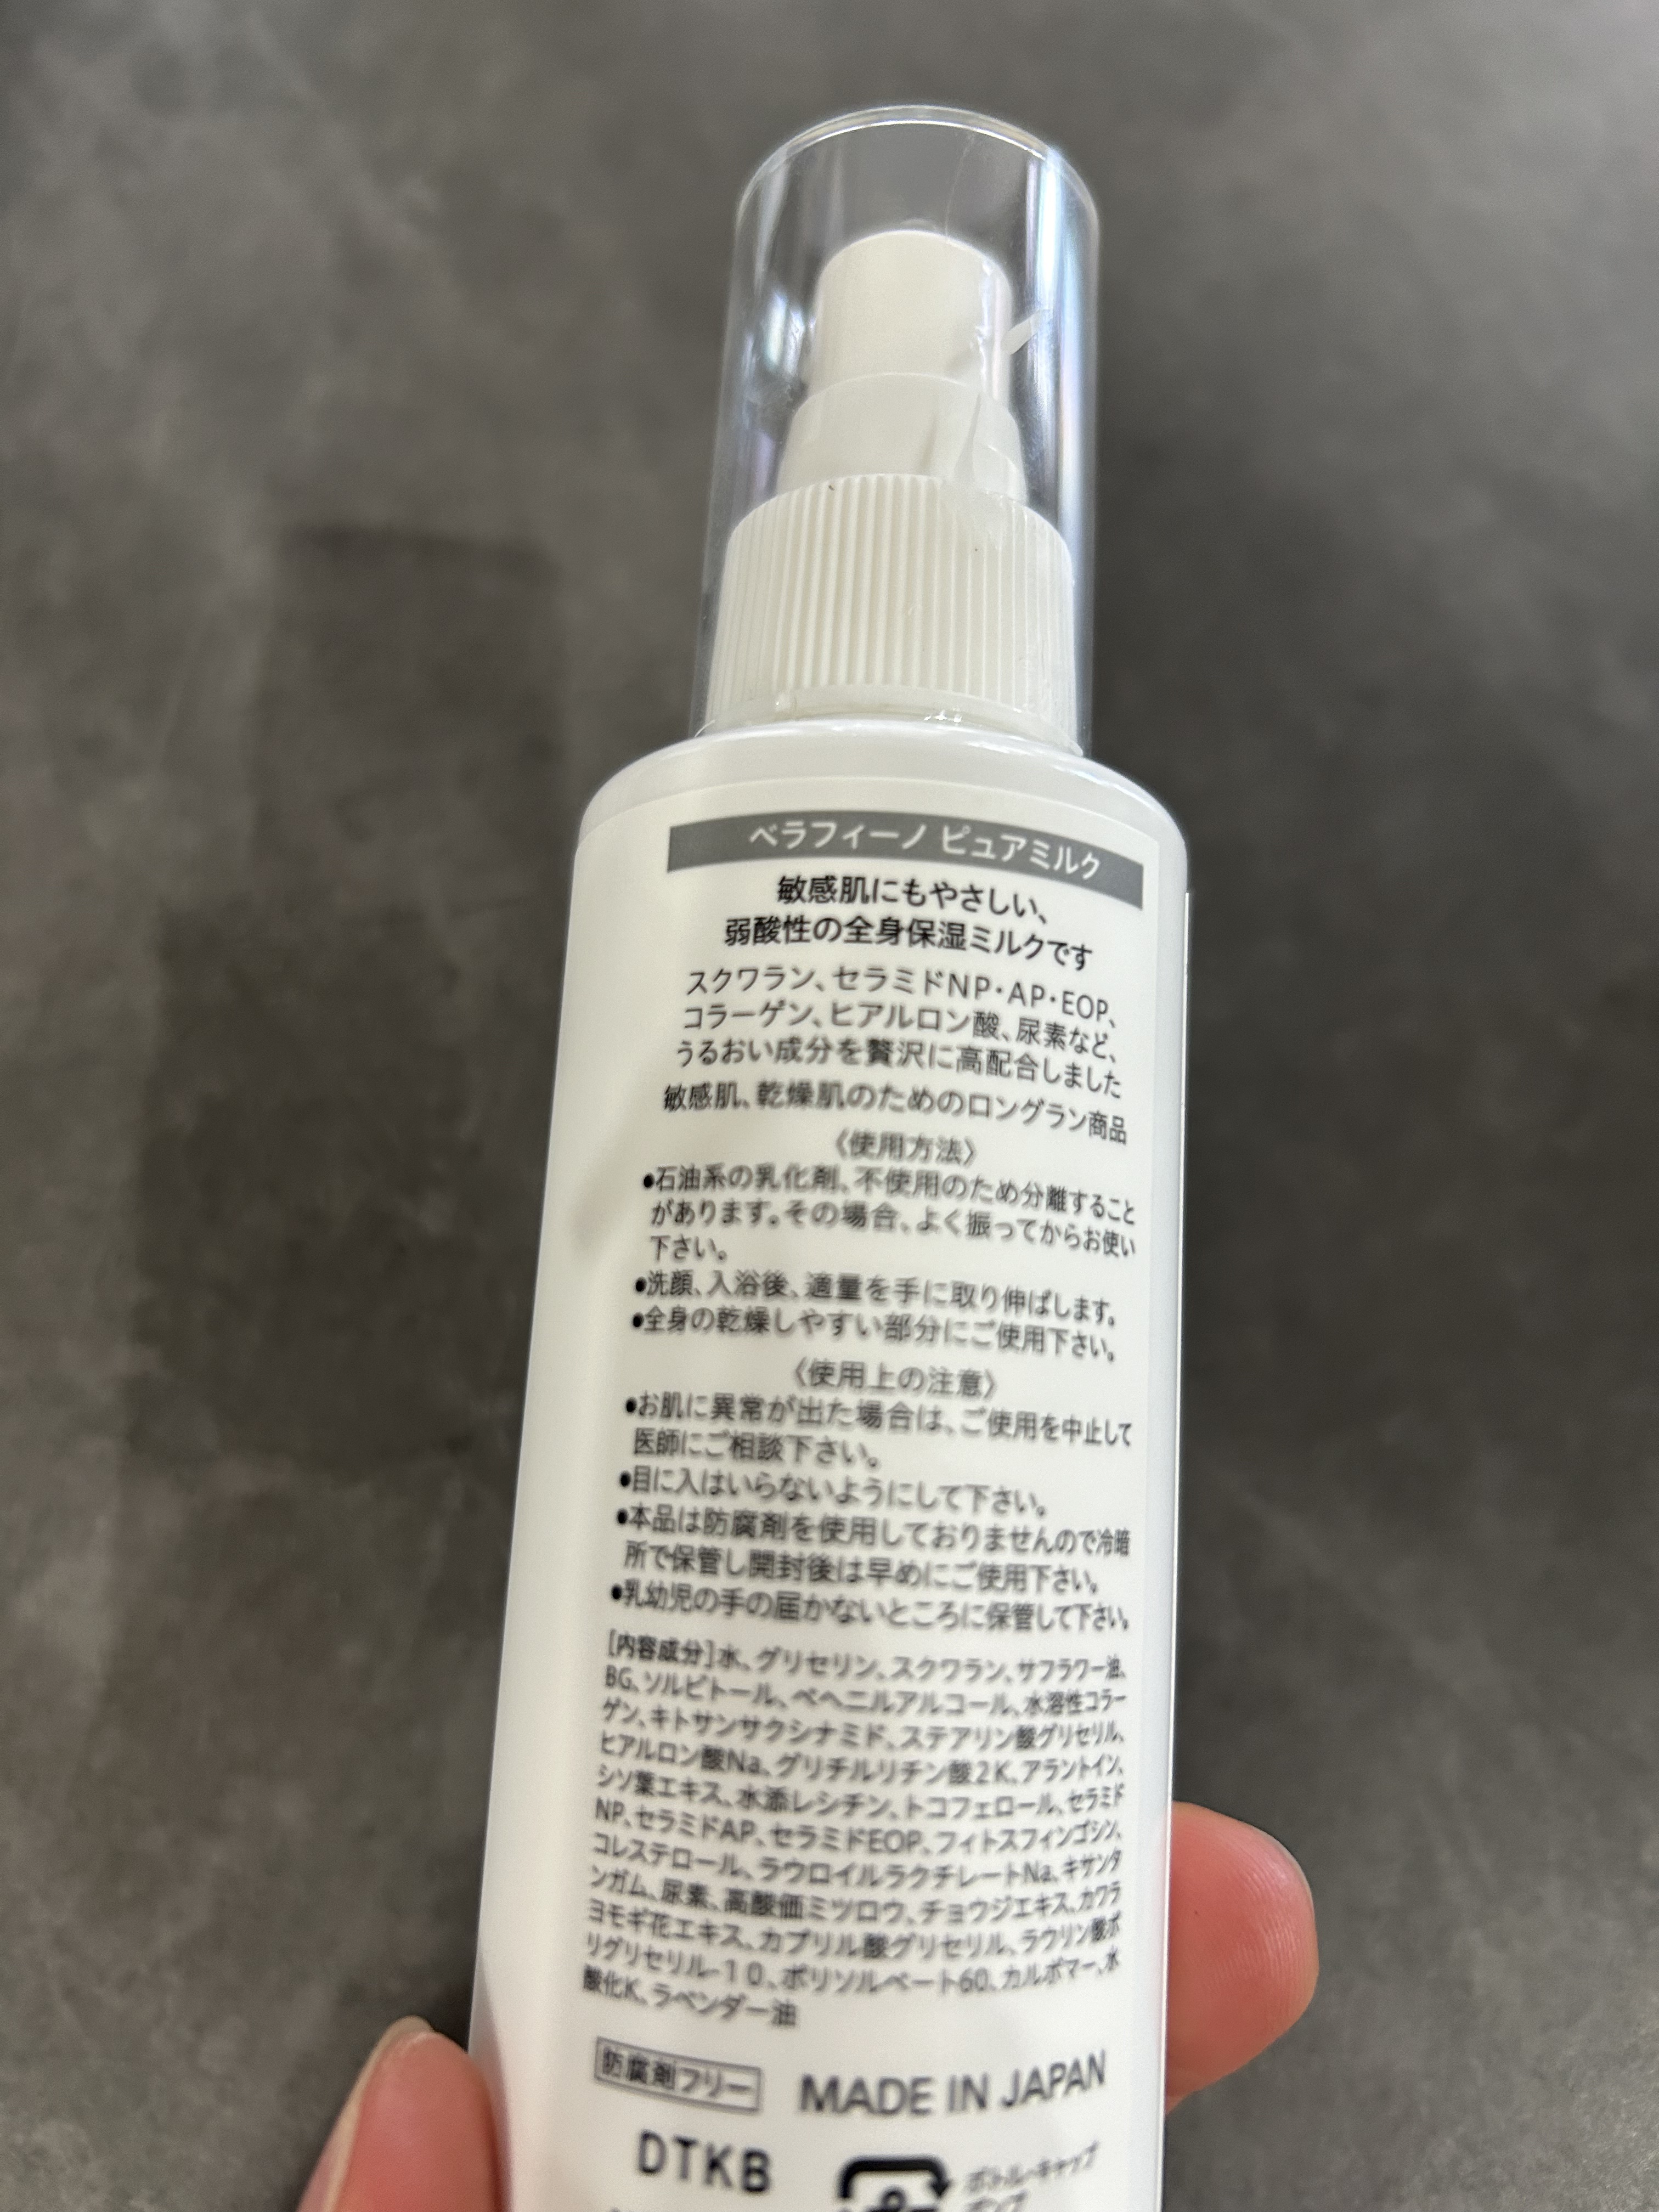 ベラフィーノ ピュアミルク
敏感肌にもやさしい、
弱酸性の全身保湿ミルクです
スクワラン、セラミドNP・AP・EOP、
コラーゲン、ヒアルロン酸、尿素など、
うるおい成分を贅沢に高配合しました
敏感肌、乾燥肌のためのロングラン商品
〈使用方法〉
●石油系の乳化剤、不使用のため分離すること
があります。その場合、よく振ってからお使い
下さい。
●洗顔、入浴後、適量を手に取り伸ばします。
●全身の乾燥しやすい部分にご使用下さい。
〈使用上の注意〉
●お肌に異常が出た場合は、ご使用を中止して
医師にご相談下さい。
●目に入はいらないようにして下さい。
●本品は防腐剤を使用しておりませんので冷暗
所で保管し開封後は早めにご使用下さい。
●乳幼児の手の届かないところに保管して下さい。
[内容成分]水、グリセリン、スクワラン、サフラワー油、
BG、ソルビトール、ベヘニルアルコール、水溶性コラー
ゲン、キトサンサクシナミド、ステアリン酸グリセリル、
ヒアルロン酸Na、グリチルリチン酸2K、アラントイン、
シソ葉エキス、水添レシチン、トコフェロール、セラミド
NP、セラミドAP、セラミドEOP、フィトスフィンゴシン、
コレステロール、ラウロイルラクチレートNa、キサンタ
ンガム、尿素、高酸価ミツロウ、チョウジエキス、カワラ
ヨモギ花エキス、カプリル酸グリセリル、ラウリン酸ポ
リグリセリル-10、ポリソルベート60、カルボマー、水
酸化K、ラベンダー油
防腐剤フリー MADE IN JAPAN
DTKB
ボトル・キャップ
ポンプ